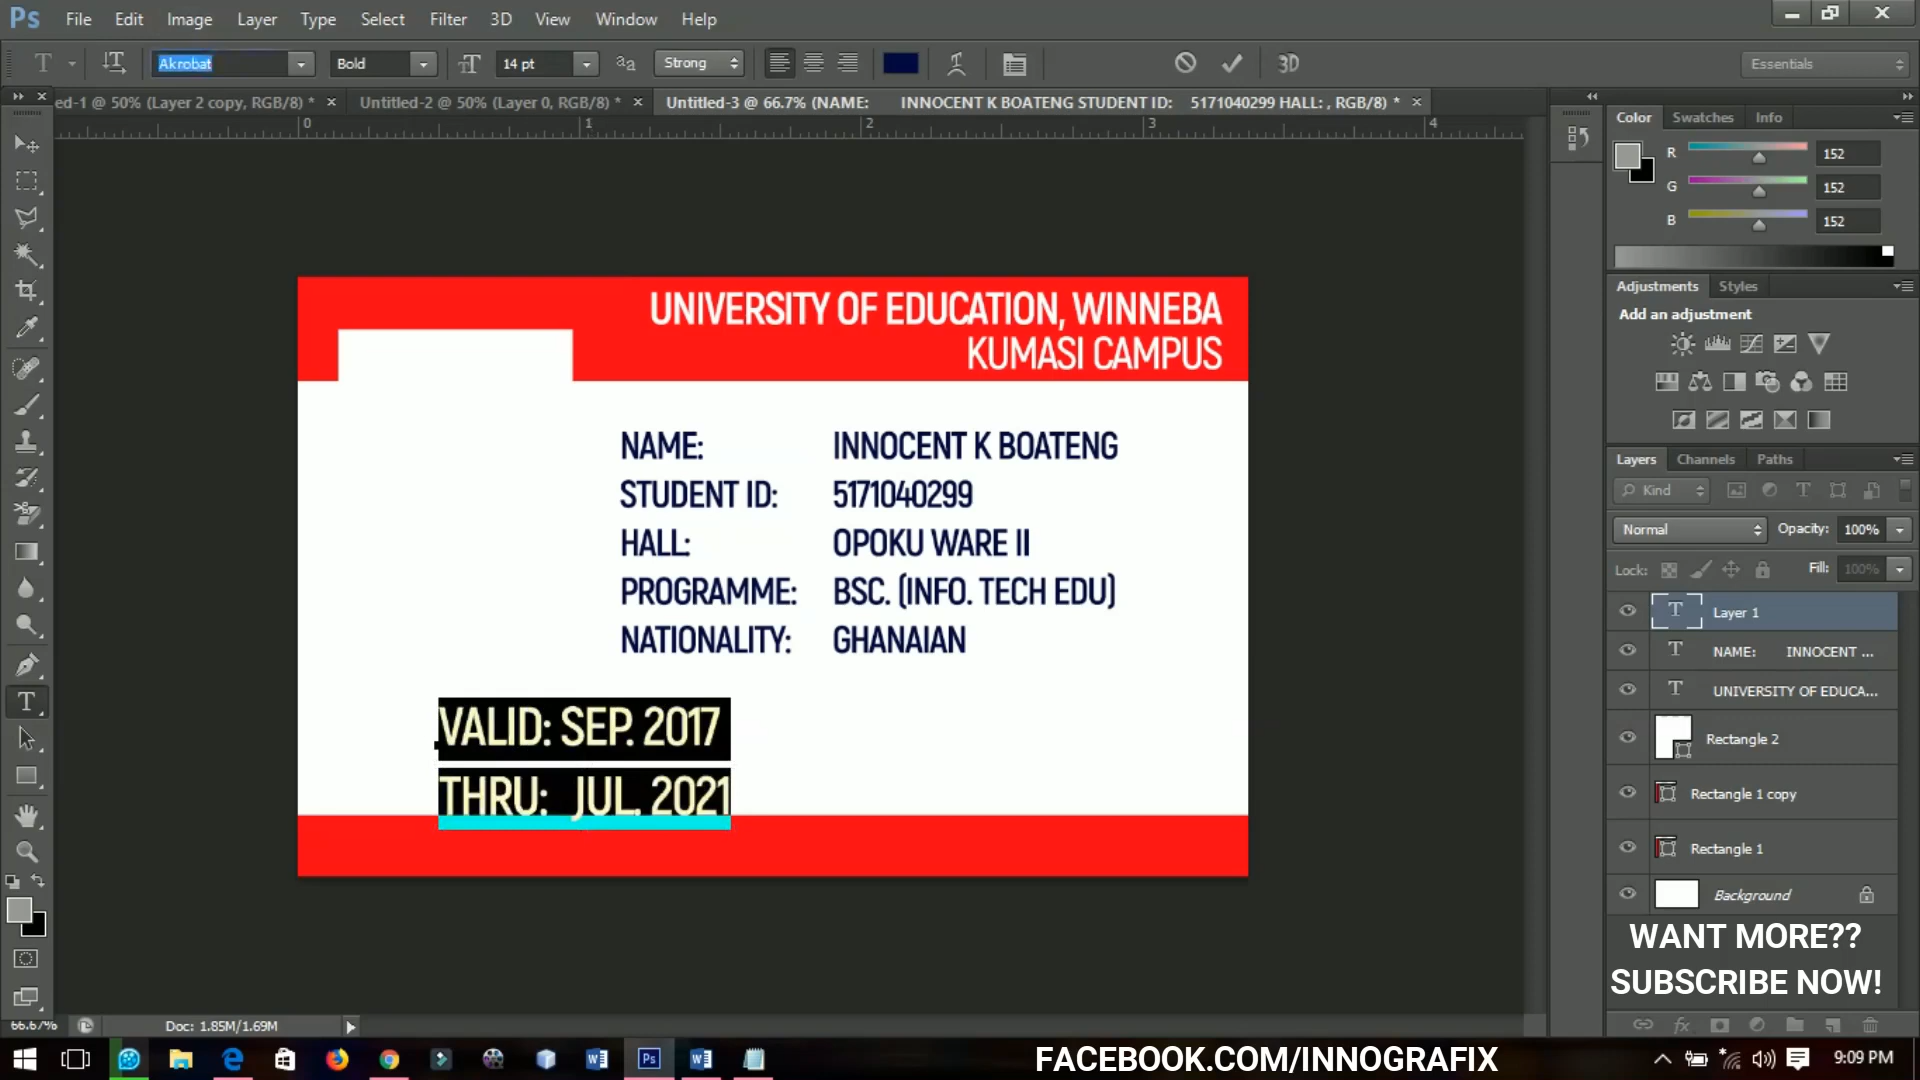 Ps File Edit Image Layer Type Select Filter 3D View Window Help
T Akrobat Bold 14 pt aa Strong 3D Essentials
ed-1 @ 50% (Layer 2 copy, RGB/8) * × Untitled-2 @ 50% (Layer 0, RGB/8) * × Untitled-3 @ 66.7% (NAME: INNOCENT K BOATENG STUDENT ID: 5171040299 HALL: , RGB/8) * ×
0 1 2 3 4
Color Swatches Info
R 152
G 152
B 152
Adjustments Styles
Add an adjustment
Layers Channels Paths
Kind
Normal Opacity: 100%
Lock: Fill: 100%
T Layer 1
T NAME: INNOCENT ...
T UNIVERSITY OF EDUCA...
Rectangle 2
Rectangle 1 copy
Rectangle 1
Background
UNIVERSITY OF EDUCATION, WINNEBA
KUMASI CAMPUS
NAME: INNOCENT K BOATENG
STUDENT ID: 5171040299
HALL: OPOKU WARE II
PROGRAMME: BSC. (INFO. TECH EDU)
NATIONALITY: GHANAIAN
VALID: SEP. 2017
THRU: JUL. 2021
WANT MORE??
SUBSCRIBE NOW!
66.67% Doc: 1.85M/1.69M
FACEBOOK.COM/INNOGRAFIX
9:09 PM